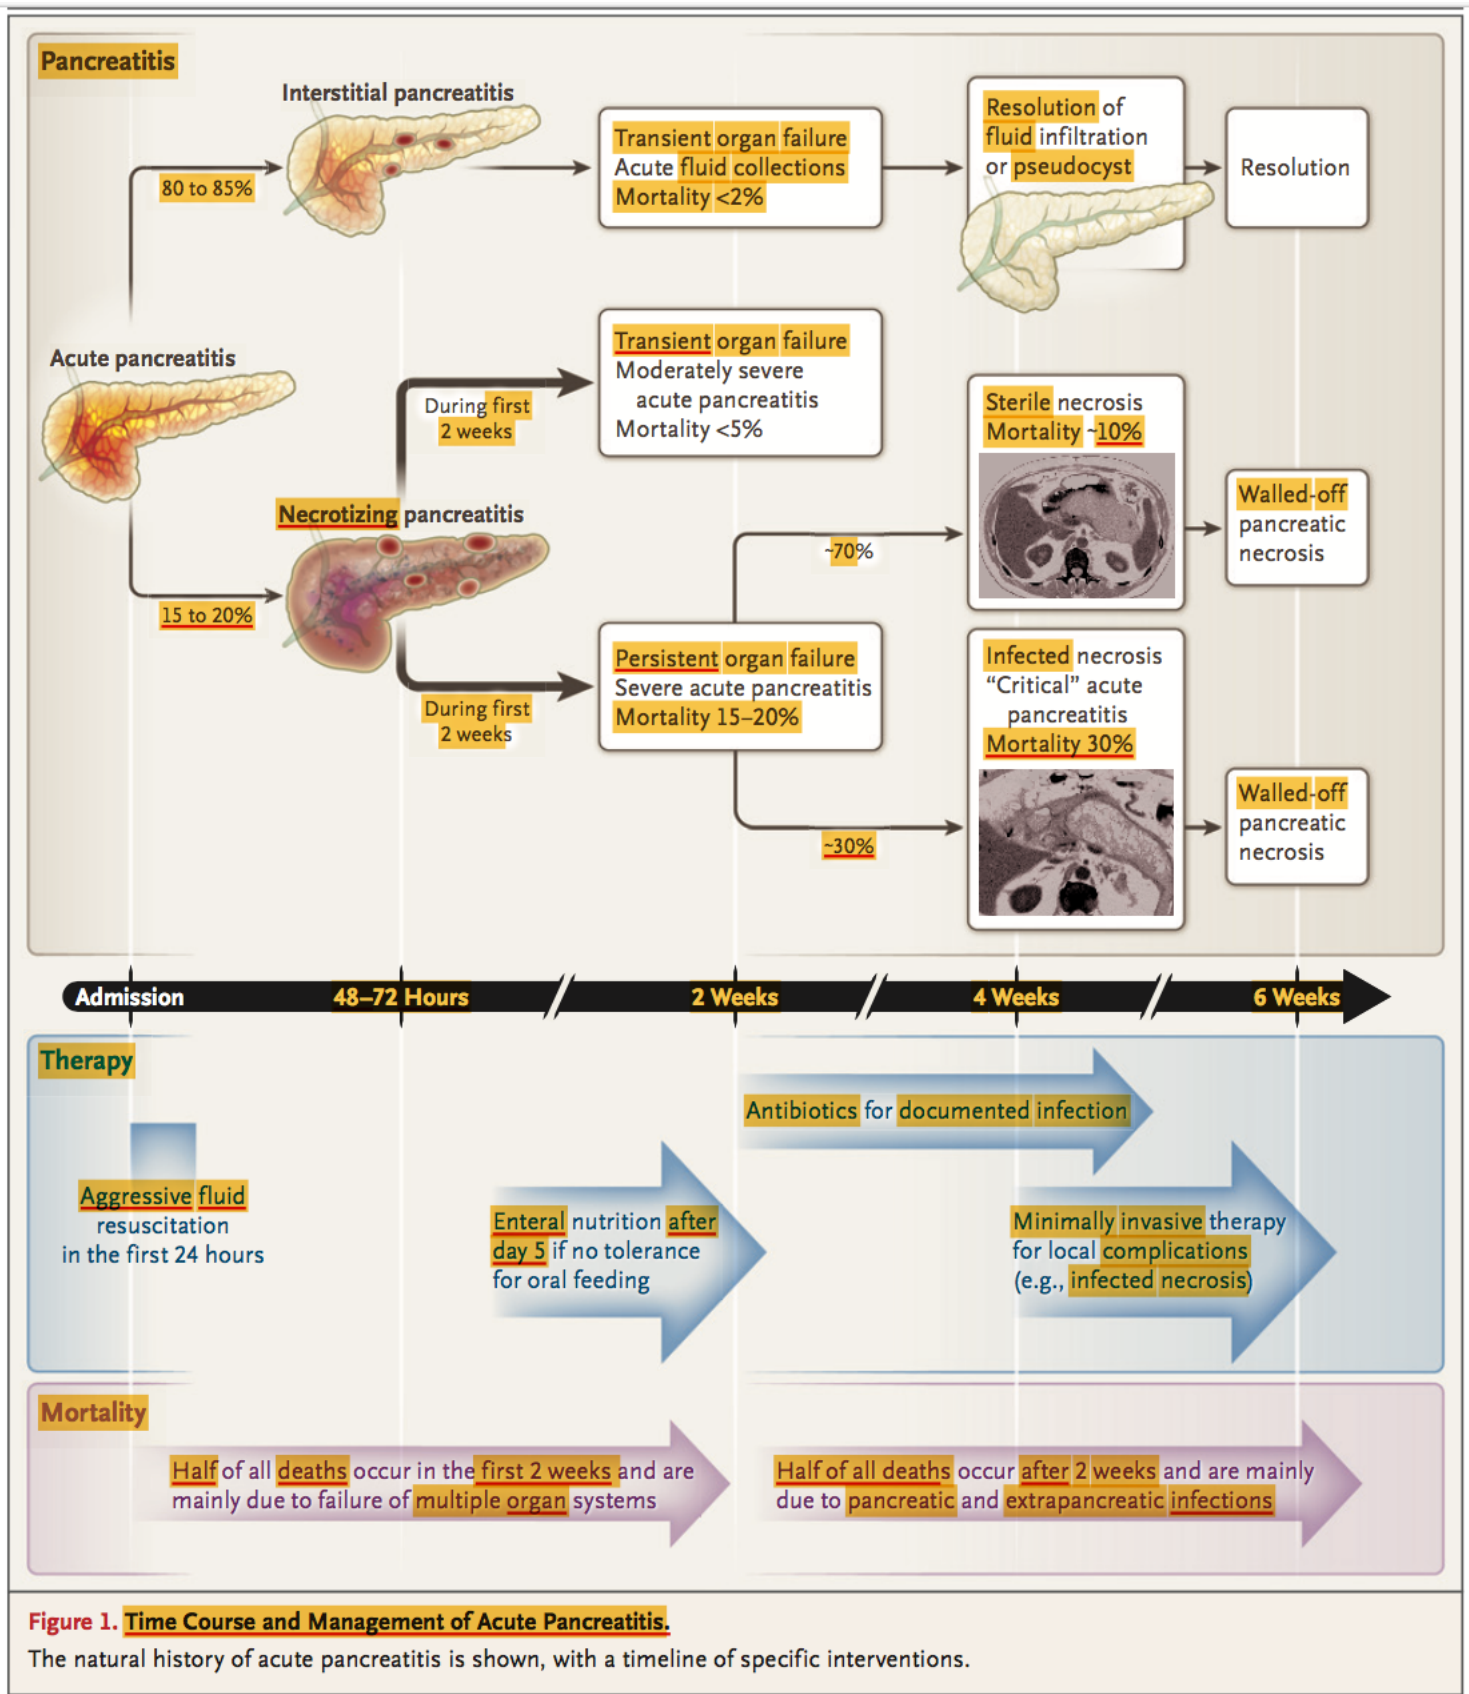 Pancreatitis
Interstitial pancreatitis
80 to 85%
Transient organ failure
Acute fluid collections
Mortality <2%
Resolution of
fluid infiltration
or pseudocyst
Resolution
Acute pancreatitis
During first
2 weeks
Transient organ failure
Moderately severe
acute pancreatitis
Mortality <5%
Sterile necrosis
Mortality ~10%
Walled-off
pancreatic
necrosis
Necrotizing pancreatitis
15 to 20%
~70%
During first
2 weeks
Persistent organ failure
Severe acute pancreatitis
Mortality 15–20%
Infected necrosis
“Critical” acute
pancreatitis
Mortality 30%
~30%
Walled-off
pancreatic
necrosis
Admission
48–72 Hours
2 Weeks
4 Weeks
6 Weeks
Therapy
Antibiotics for documented infection
Aggressive fluid
resuscitation
in the first 24 hours
Enteral nutrition after
day 5 if no tolerance
for oral feeding
Minimally invasive therapy
for local complications
(e.g., infected necrosis)
Mortality
Half of all deaths occur in the first 2 weeks and are
mainly due to failure of multiple organ systems
Half of all deaths occur after 2 weeks and are mainly
due to pancreatic and extrapancreatic infections
Figure 1. Time Course and Management of Acute Pancreatitis.
The natural history of acute pancreatitis is shown, with a timeline of specific interventions.